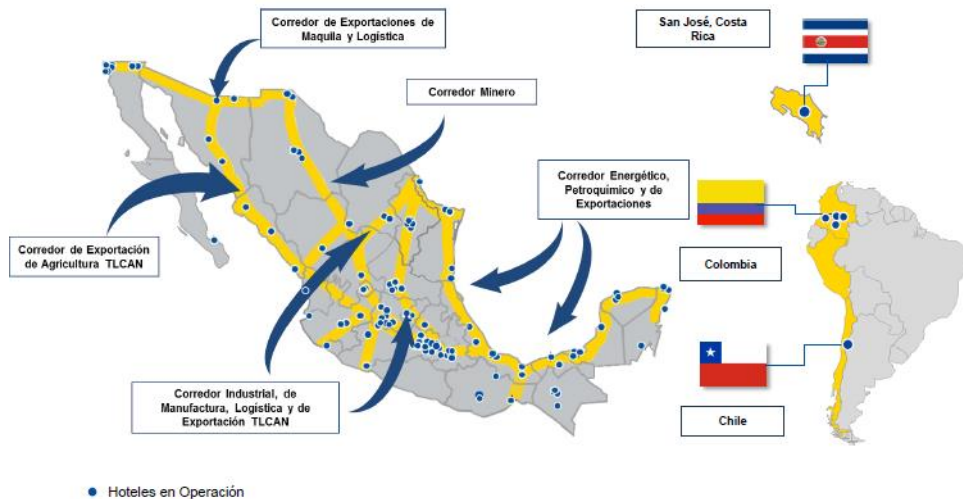 Corredor de Exportaciones de
Maquila y Logística
San José, Costa
Rica
Corredor Minero
Corredor Energético,
Petroquímico y de
Exportaciones
Corredor de Exportación
de Agricultura TLCAN
Colombia
Corredor Industrial, de
Manufactura, Logística y de
Exportación TLCAN
Chile
Hoteles en Operación